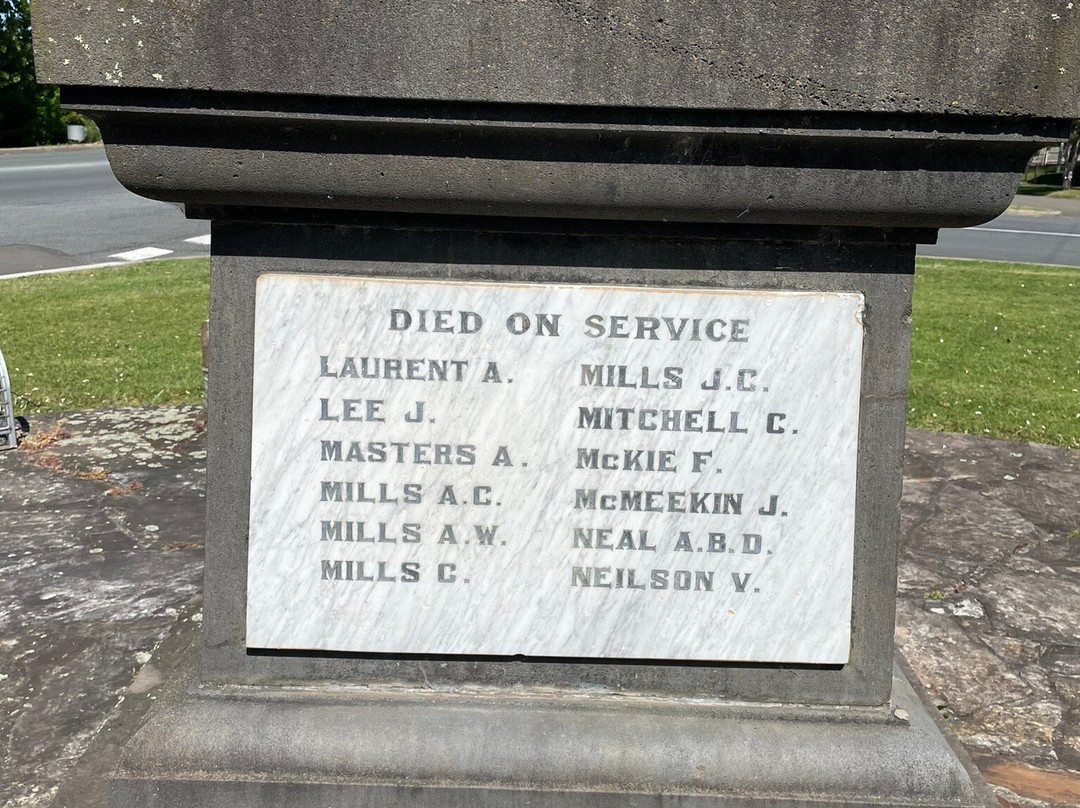 DIED ON SERVICE
LAURENT A.
LEE J.
MASTERS A.
MILLS A.C.
MILLS A.W.
MILLS C.
MILLS J.C.
MITCHELL C.
McKIE F.
McMEEKIN J.
NEAL A.B.D.
NEILSON V.